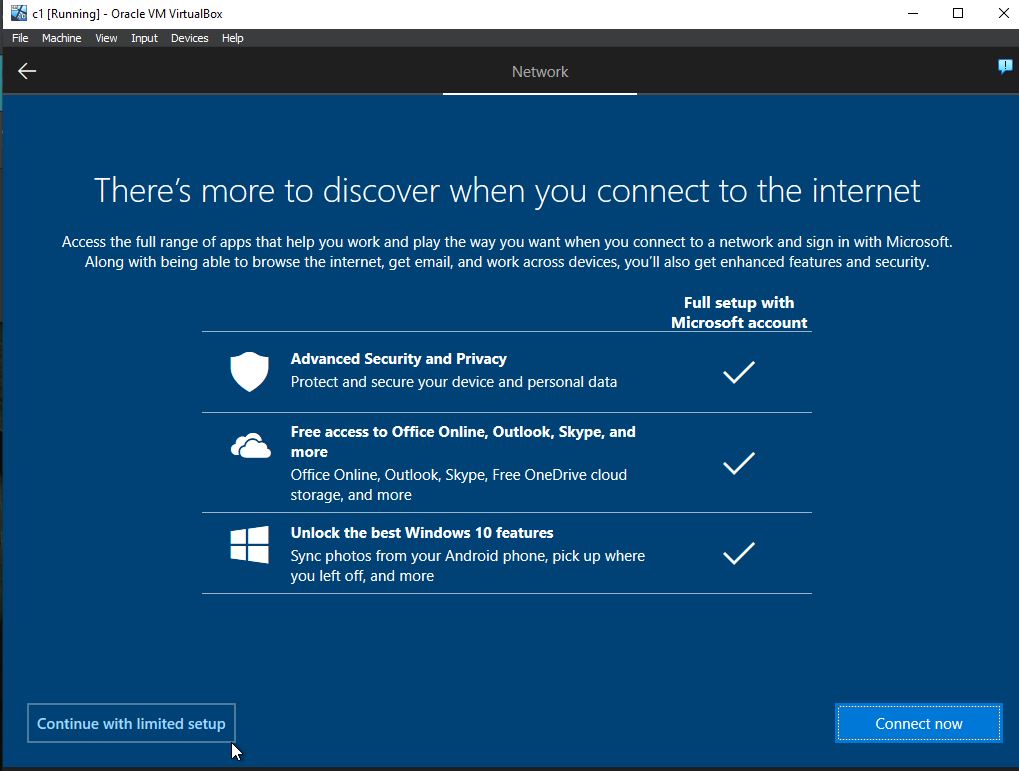 c1 [Running] - Oracle VM VirtualBox
File Machine View Input Devices Help
Network
There's more to discover when you connect to the internet
Access the full range of apps that help you work and play the way you want when you connect to a network and sign in with Microsoft.
Along with being able to browse the internet, get email, and work across devices, you'll also get enhanced features and security.
Full setup with
Microsoft account
Advanced Security and Privacy
Protect and secure your device and personal data
Free access to Office Online, Outlook, Skype, and
more
Office Online, Outlook, Skype, Free OneDrive cloud
storage, and more
Unlock the best Windows 10 features
Sync photos from your Android phone, pick up where
you left off, and more
Continue with limited setup
Connect now